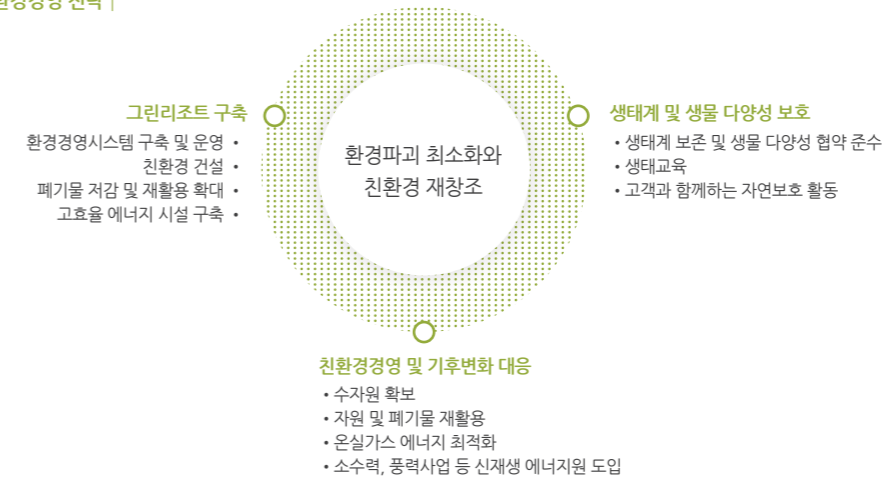 환경경영 전략 |
그린리조트 구축
환경경영시스템 구축 및 운영 •
친환경 건설 •
폐기물 저감 및 재활용 확대 •
고효율 에너지 시설 구축 •
환경파괴 최소화와
친환경 재창조
생태계 및 생물 다양성 보호
• 생태계 보존 및 생물 다양성 협약 준수
• 생태교육
• 고객과 함께하는 자연보호 활동
친환경경영 및 기후변화 대응
• 수자원 확보
• 자원 및 폐기물 재활용
• 온실가스 에너지 최적화
• 소수력, 풍력사업 등 신재생 에너지원 도입